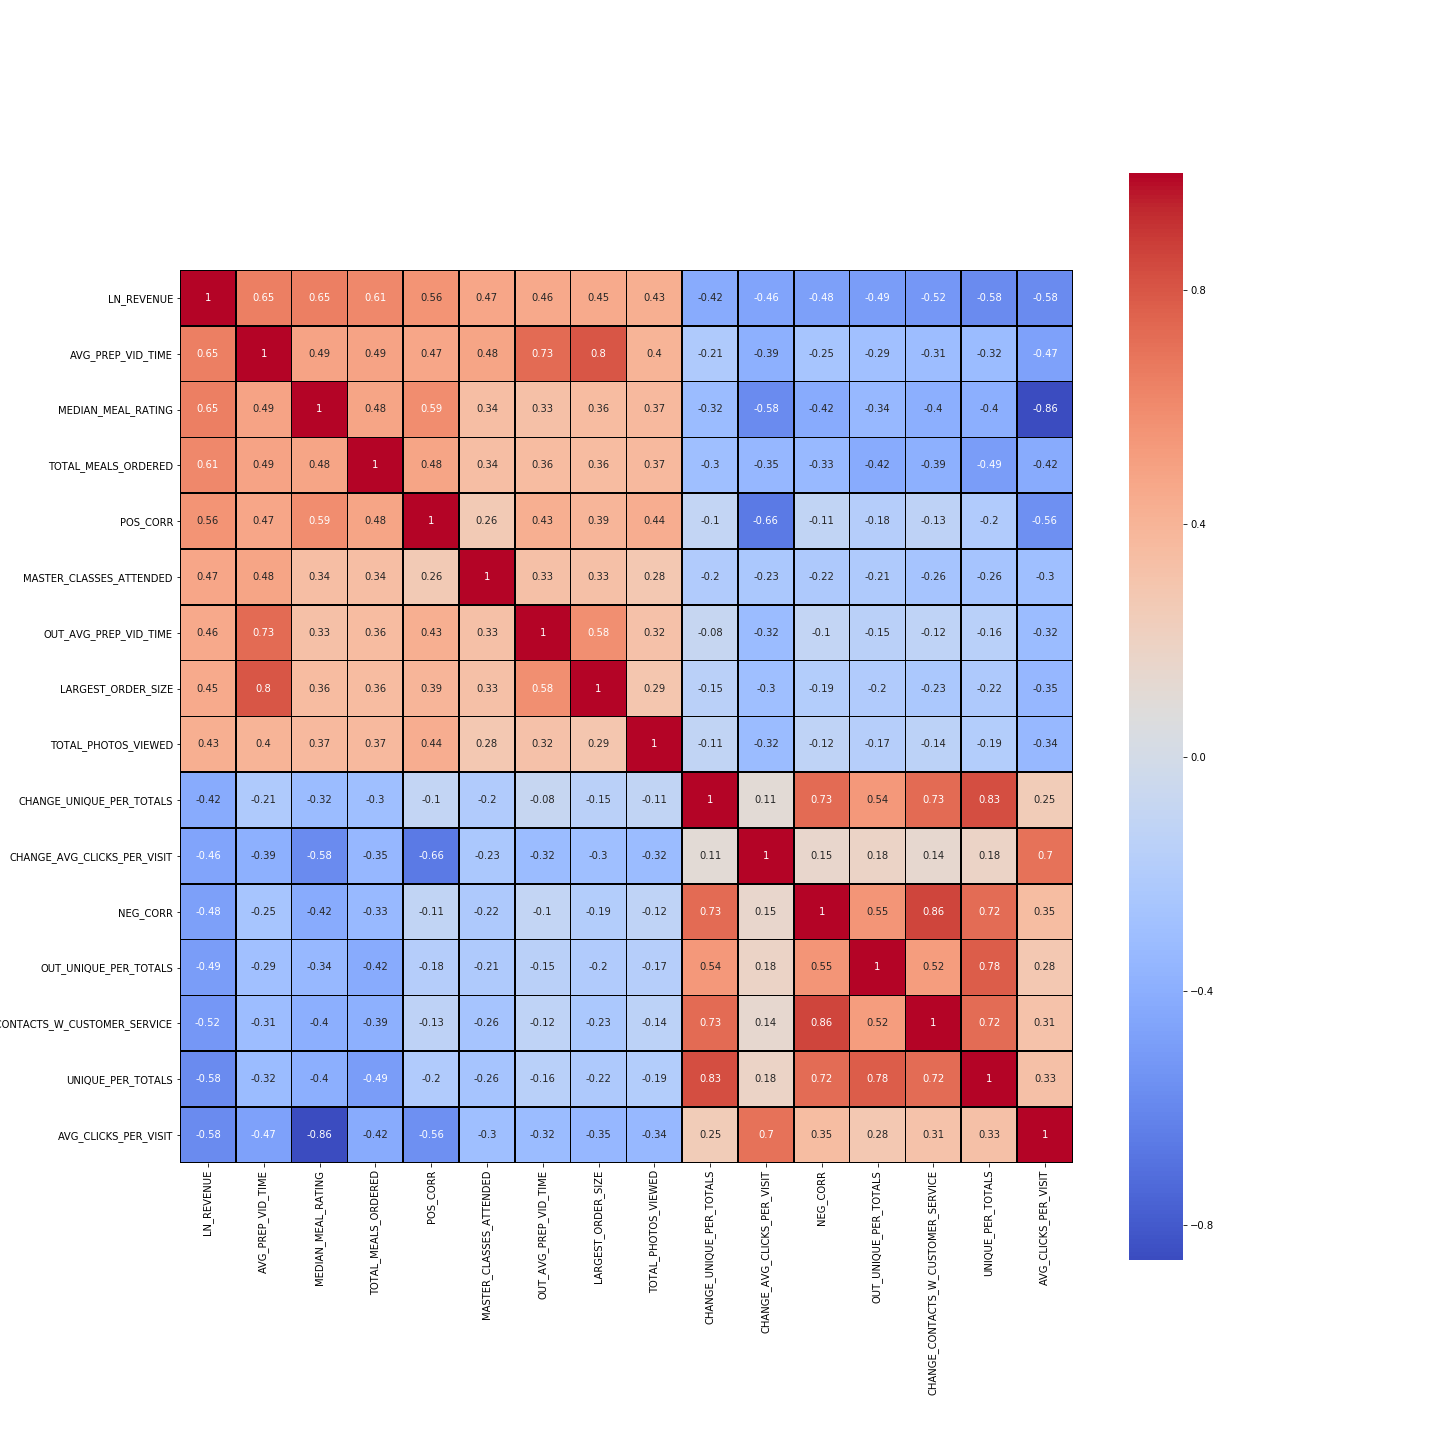 LN_REVENUE 1 0.65 0.65 0.61 0.56 0.47 0.46 0.45 0.43 -0.42 -0.46 -0.48 -0.49 -0.52 -0.58 -0.58
AVG_PREP_VID_TIME 0.65 1 0.49 0.49 0.47 0.48 0.73 0.8 0.4 -0.21 -0.39 -0.25 -0.29 -0.31 -0.32 -0.47
MEDIAN_MEAL_RATING 0.65 0.49 1 0.48 0.59 0.34 0.33 0.36 0.37 -0.32 -0.58 -0.42 -0.34 -0.4 -0.4 -0.86
TOTAL_MEALS_ORDERED 0.61 0.49 0.48 1 0.48 0.34 0.36 0.36 0.37 -0.3 -0.35 -0.33 -0.42 -0.39 -0.49 -0.42
POS_CORR 0.56 0.47 0.59 0.48 1 0.26 0.43 0.39 0.44 -0.1 -0.66 -0.11 -0.18 -0.13 -0.2 -0.56
MASTER_CLASSES_ATTENDED 0.47 0.48 0.34 0.34 0.26 1 0.33 0.33 0.28 -0.2 -0.23 -0.22 -0.21 -0.26 -0.26 -0.3
OUT_AVG_PREP_VID_TIME 0.46 0.73 0.33 0.36 0.43 0.33 1 0.58 0.32 -0.08 -0.32 -0.1 -0.15 -0.12 -0.16 -0.32
LARGEST_ORDER_SIZE 0.45 0.8 0.36 0.36 0.39 0.33 0.58 1 0.29 -0.15 -0.3 -0.19 -0.2 -0.23 -0.22 -0.35
TOTAL_PHOTOS_VIEWED 0.43 0.4 0.37 0.37 0.44 0.28 0.32 0.29 1 -0.11 -0.32 -0.12 -0.17 -0.14 -0.19 -0.34
CHANGE_UNIQUE_PER_TOTALS -0.42 -0.21 -0.32 -0.3 -0.1 -0.2 -0.08 -0.15 -0.11 1 0.11 0.73 0.54 0.73 0.83 0.25
CHANGE_AVG_CLICKS_PER_VISIT -0.46 -0.39 -0.58 -0.35 -0.66 -0.23 -0.32 -0.3 -0.32 0.11 1 0.15 0.18 0.14 0.18 0.7
NEG_CORR -0.48 -0.25 -0.42 -0.33 -0.11 -0.22 -0.1 -0.19 -0.12 0.73 0.15 1 0.55 0.86 0.72 0.35
OUT_UNIQUE_PER_TOTALS -0.49 -0.29 -0.34 -0.42 -0.18 -0.21 -0.15 -0.2 -0.17 0.54 0.18 0.55 1 0.52 0.78 0.28
CONTACTS_W_CUSTOMER_SERVICE -0.52 -0.31 -0.4 -0.39 -0.13 -0.26 -0.12 -0.23 -0.14 0.73 0.14 0.86 0.52 1 0.72 0.31
UNIQUE_PER_TOTALS -0.58 -0.32 -0.4 -0.49 -0.2 -0.26 -0.16 -0.22 -0.19 0.83 0.18 0.72 0.78 0.72 1 0.33
AVG_CLICKS_PER_VISIT -0.58 -0.47 -0.86 -0.42 -0.56 -0.3 -0.32 -0.35 -0.34 0.25 0.7 0.35 0.28 0.31 0.33 1
LN_REVENUE
AVG_PREP_VID_TIME
MEDIAN_MEAL_RATING
TOTAL_MEALS_ORDERED
POS_CORR
MASTER_CLASSES_ATTENDED
OUT_AVG_PREP_VID_TIME
LARGEST_ORDER_SIZE
TOTAL_PHOTOS_VIEWED
CHANGE_UNIQUE_PER_TOTALS
CHANGE_AVG_CLICKS_PER_VISIT
NEG_CORR
OUT_UNIQUE_PER_TOTALS
CHANGE_CONTACTS_W_CUSTOMER_SERVICE
UNIQUE_PER_TOTALS
AVG_CLICKS_PER_VISIT
0.8
0.4
0.0
−0.4
−0.8